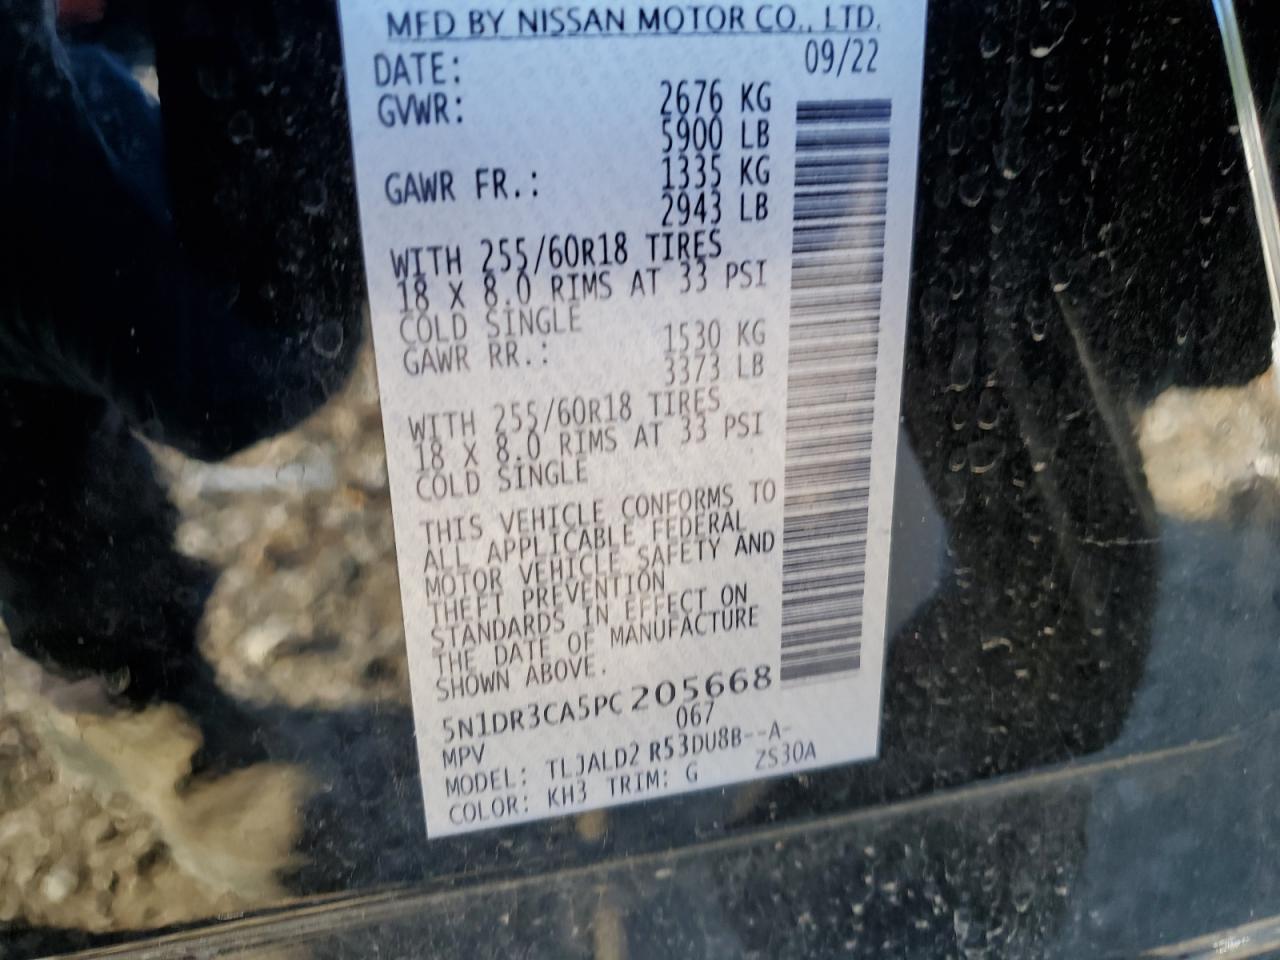 MFD BY NISSAN MOTOR CO., LTD.
DATE: 09/22
GVWR: 2676 KG
5900 LB
GAWR FR.: 1335 KG
2943 LB
WITH 255/60R18 TIRES
18 X 8.0 RIMS AT 33 PSI
COLD SINGLE
GAWR RR.: 1530 KG
3373 LB
WITH 255/60R18 TIRES
18 X 8.0 RIMS AT 33 PSI
COLD SINGLE
THIS VEHICLE CONFORMS TO
ALL APPLICABLE FEDERAL
MOTOR VEHICLE SAFETY AND
THEFT PREVENTION
STANDARDS IN EFFECT ON
THE DATE OF MANUFACTURE
SHOWN ABOVE.
5N1DR3CA5PC205668
MPV 067
MODEL: TLJALD2 R53DU8B--A-
COLOR: KH3 TRIM: G ZS30A